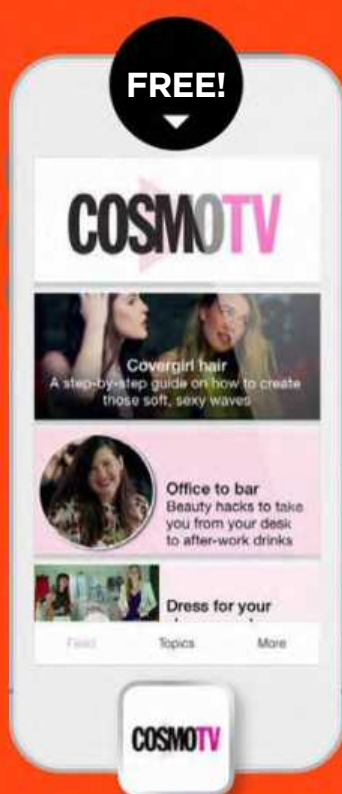 FREE!
COSMOTV
Covergirl hair
A step-by-step guide on how to create
those soft, sexy waves
Office to bar
Beauty hacks to take
you from your desk
to after-work drinks
Dress for your
Feed
Topics
More
COSMOTV